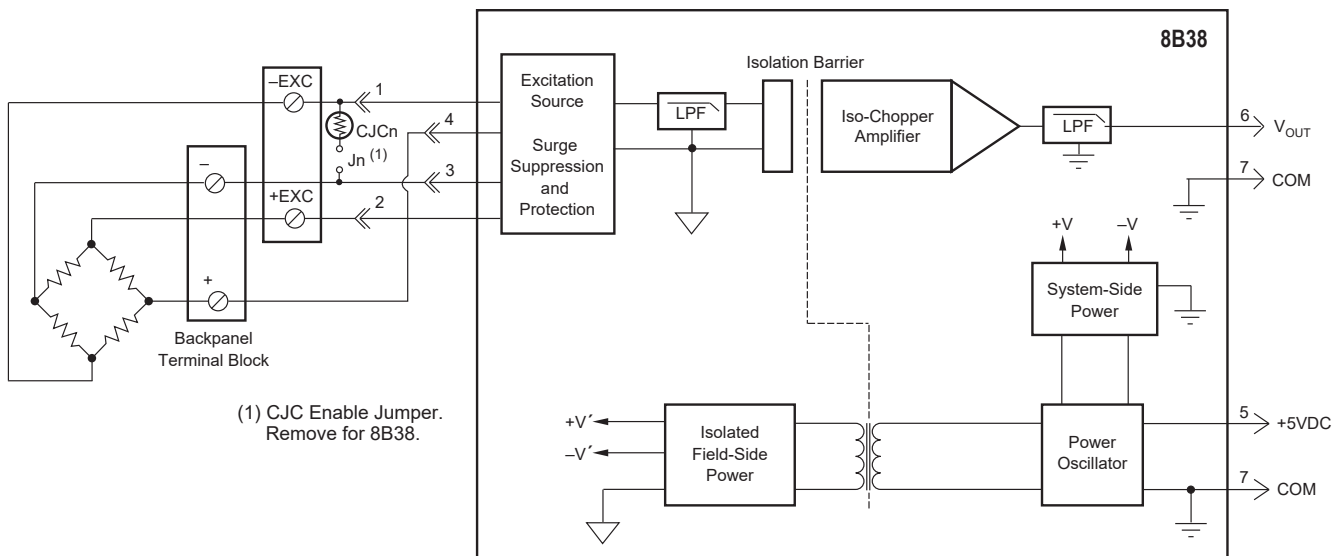 8B38
Isolation Barrier
–EXC
1
CJCn
Jn (1)
4
–
3
+EXC
2
+
Backpanel
Terminal Block
(1) CJC Enable Jumper.
Remove for 8B38.
Excitation
Source
Surge
Suppression
and
Protection
LPF
Iso-Chopper
Amplifier
LPF
6
VOUT
7
COM
+V
–V
System-Side
Power
+V´
–V´
Isolated
Field-Side
Power
Power
Oscillator
5
+5VDC
7
COM